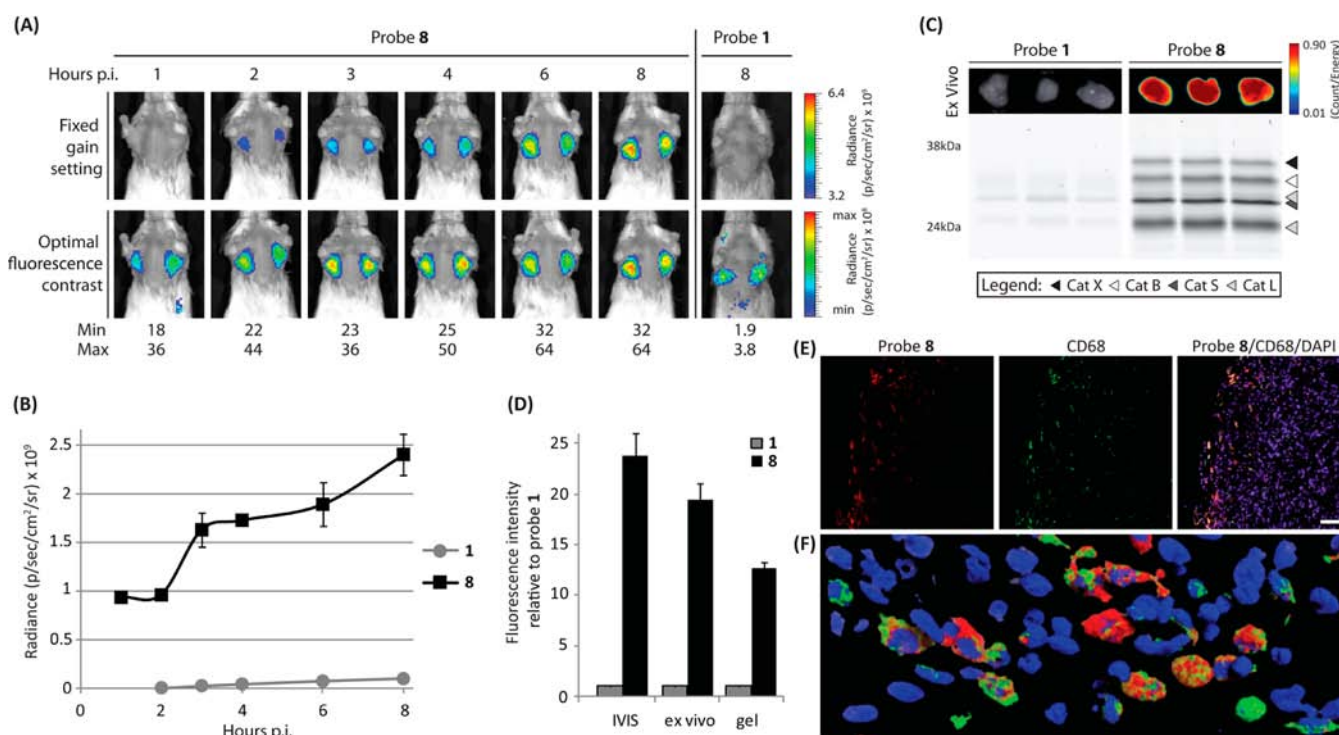 (A)
Probe 8
Probe 1
Hours p.i.
1
2
3
4
6
8
8
Fixed
gain
setting
6.4
Radiance
(p/sec/cm²/sr) x 10⁸
3.2
Optimal
fluorescence
contrast
max
Radiance
(p/sec/cm²/sr) x 10⁸
min
Min
18
22
23
25
32
32
1.9
Max
36
44
36
50
64
64
3.8
(B)
Radiance (p/sec/cm²/sr) x 10⁹
2.5
2
1.5
1
0.5
0
0
2
4
6
8
Hours p.i.
1
8
(C)
Probe 1
Probe 8
Ex Vivo
0.90
(Count/Energy)
0.01
38kDa
24kDa
Legend: Cat X Cat B Cat S Cat L
(D)
Fluorescence intensity
relative to probe 1
25
20
15
10
5
0
1
8
IVIS
ex vivo
gel
(E)
Probe 8
CD68
Probe 8/CD68/DAPI
(F)